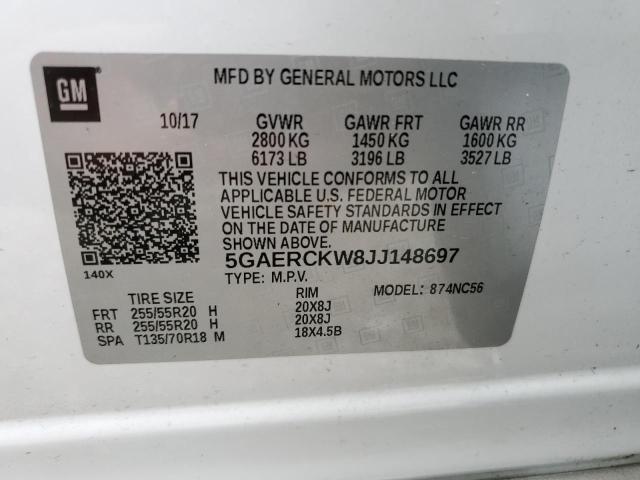 GM
MFD BY GENERAL MOTORS LLC
10/17 GVWR GAWR FRT GAWR RR
2800 KG 1450 KG 1600 KG
6173 LB 3196 LB 3527 LB
THIS VEHICLE CONFORMS TO ALL
APPLICABLE U.S. FEDERAL MOTOR
VEHICLE SAFETY STANDARDS IN EFFECT
ON THE DATE OF MANUFACTURE
SHOWN ABOVE.
140X
5GAERCKW8JJ148697
TYPE: M.P.V. MODEL: 874NC56
TIRE SIZE RIM
FRT 255/55R20 H 20X8J
RR 255/55R20 H 20X8J
SPA T135/70R18 M 18X4.5B